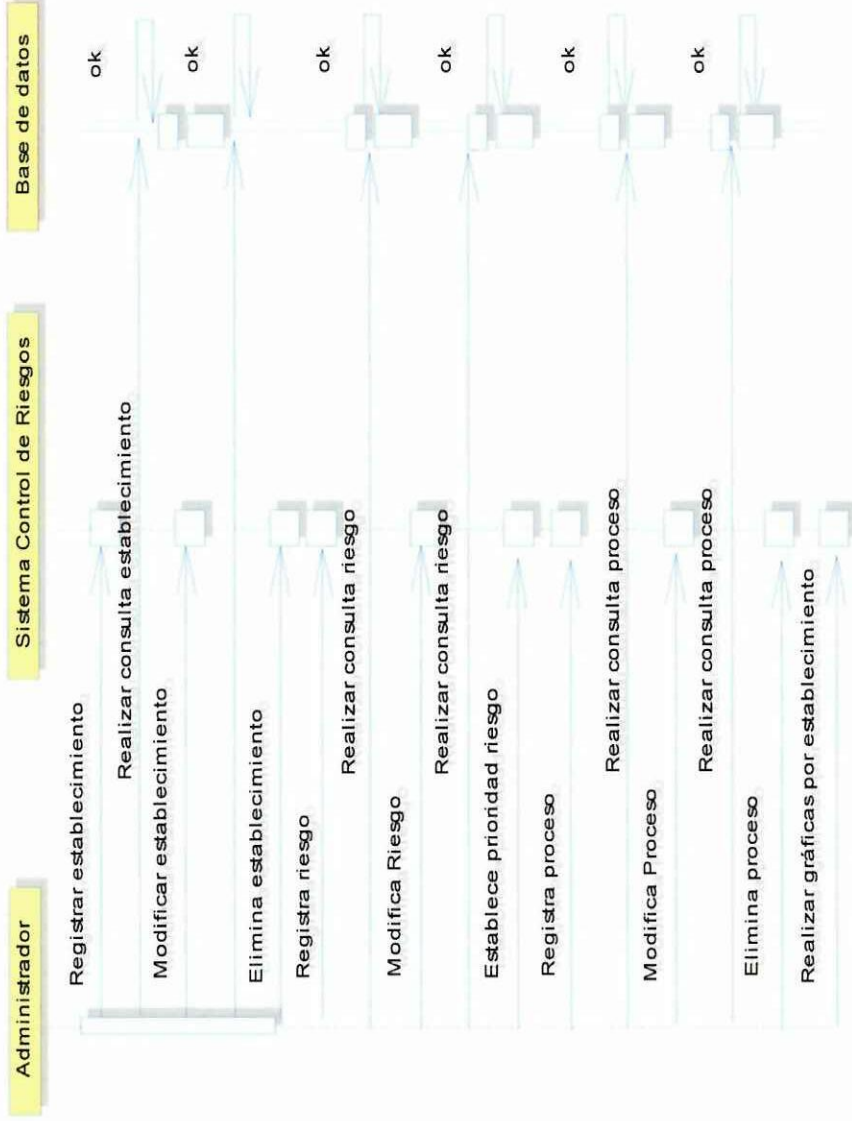 Administrador
Sistema Control de Riesgos
Base de datos
Registrar establecimiento
ok
Realizar consulta establecimiento
Modificar establecimiento
ok
Elimina establecimiento
Registra riesgo
Realizar consulta riesgo
ok
Modifica Riesgo
Realizar consulta riesgo
ok
Establece prioridad riesgo
Registra proceso
Realizar consulta proceso
ok
Modifica Proceso
Realizar consulta proceso
ok
Elimina proceso
Realizar gráficas por establecimiento